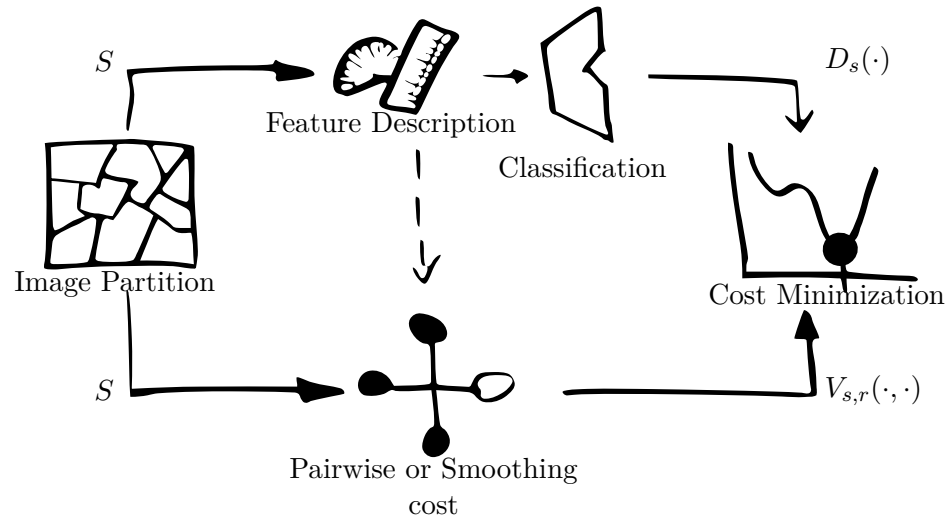 S
D_s(·)
Feature Description
Classification
Image Partition
Cost Minimization
S
V_{s,r}(·,·)
Pairwise or Smoothing
cost